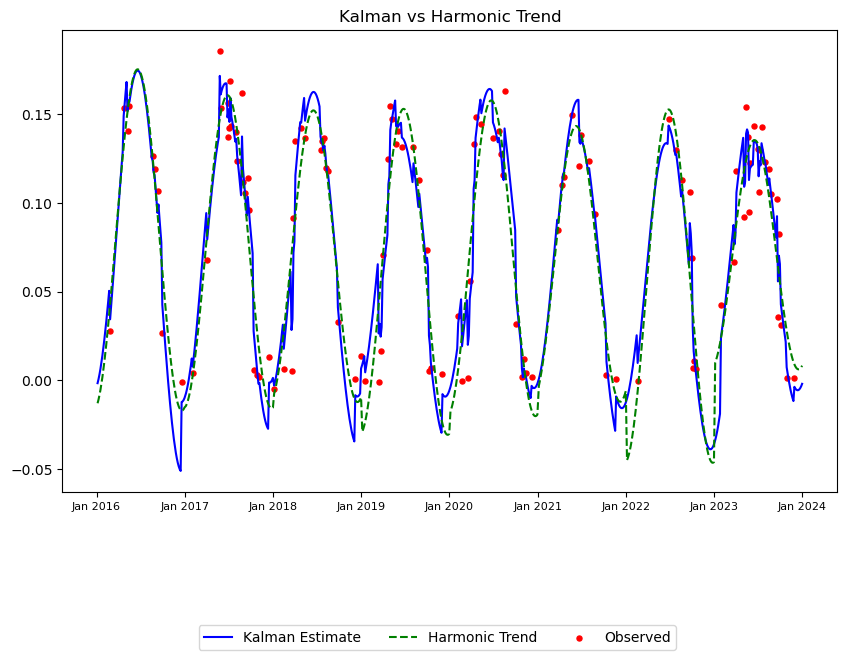 Kalman vs Harmonic Trend
0.15
0.10
0.05
0.00
−0.05
Jan 2016 Jan 2017 Jan 2018 Jan 2019 Jan 2020 Jan 2021 Jan 2022 Jan 2023 Jan 2024
Kalman Estimate Harmonic Trend Observed